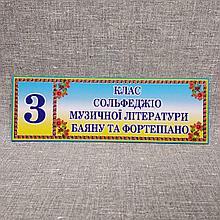 3
КЛАС
СОЛЬФЕДЖІО
МУЗИЧНОЇ ЛІТЕРАТУРИ
БАЯНУ ТА ФОРТЕПІАНО